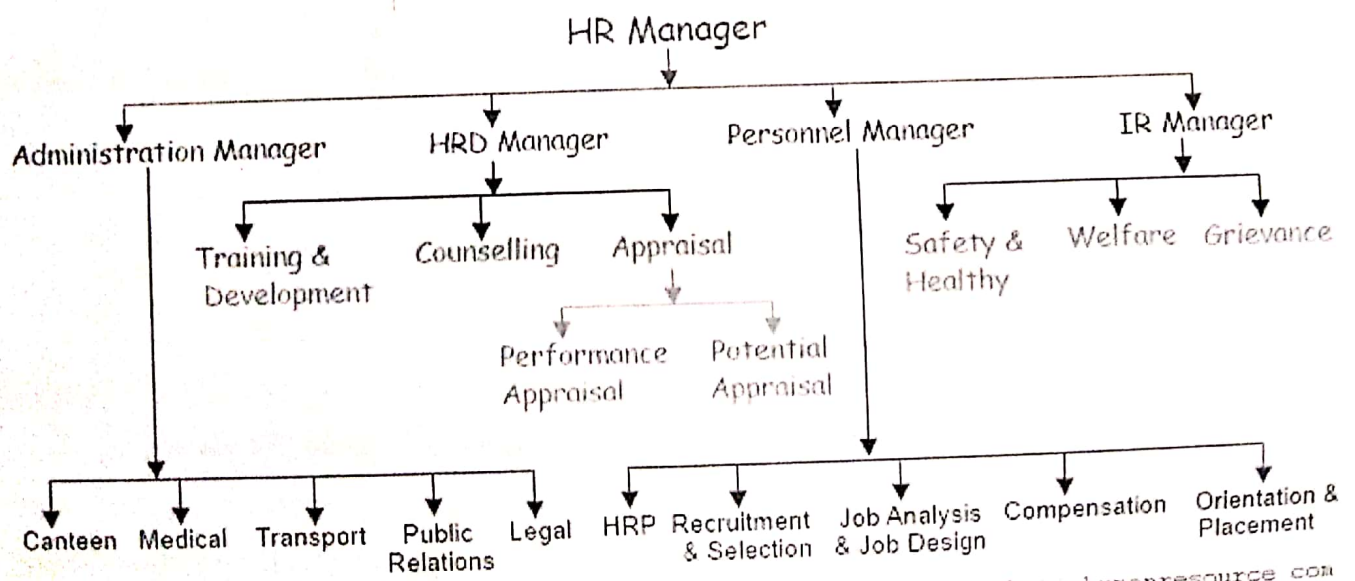 HR Manager
Administration Manager
HRD Manager
Personnel Manager
IR Manager
Training &
Development
Counselling
Appraisal
Safety &
Healthy
Welfare
Grievance
Performance
Appraisal
Potential
Appraisal
Canteen
Medical
Transport
Public
Relations
Legal
HRP
Recruitment
& Selection
Job Analysis
& Job Design
Compensation
Orientation &
Placement